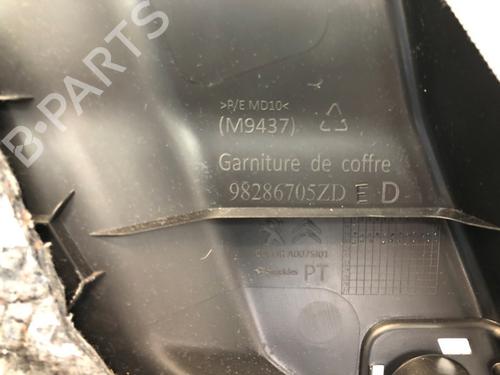 B-PARTS
>P/E MD10<
(M9437)
Garniture de coffre
98286705ZD E D
PT